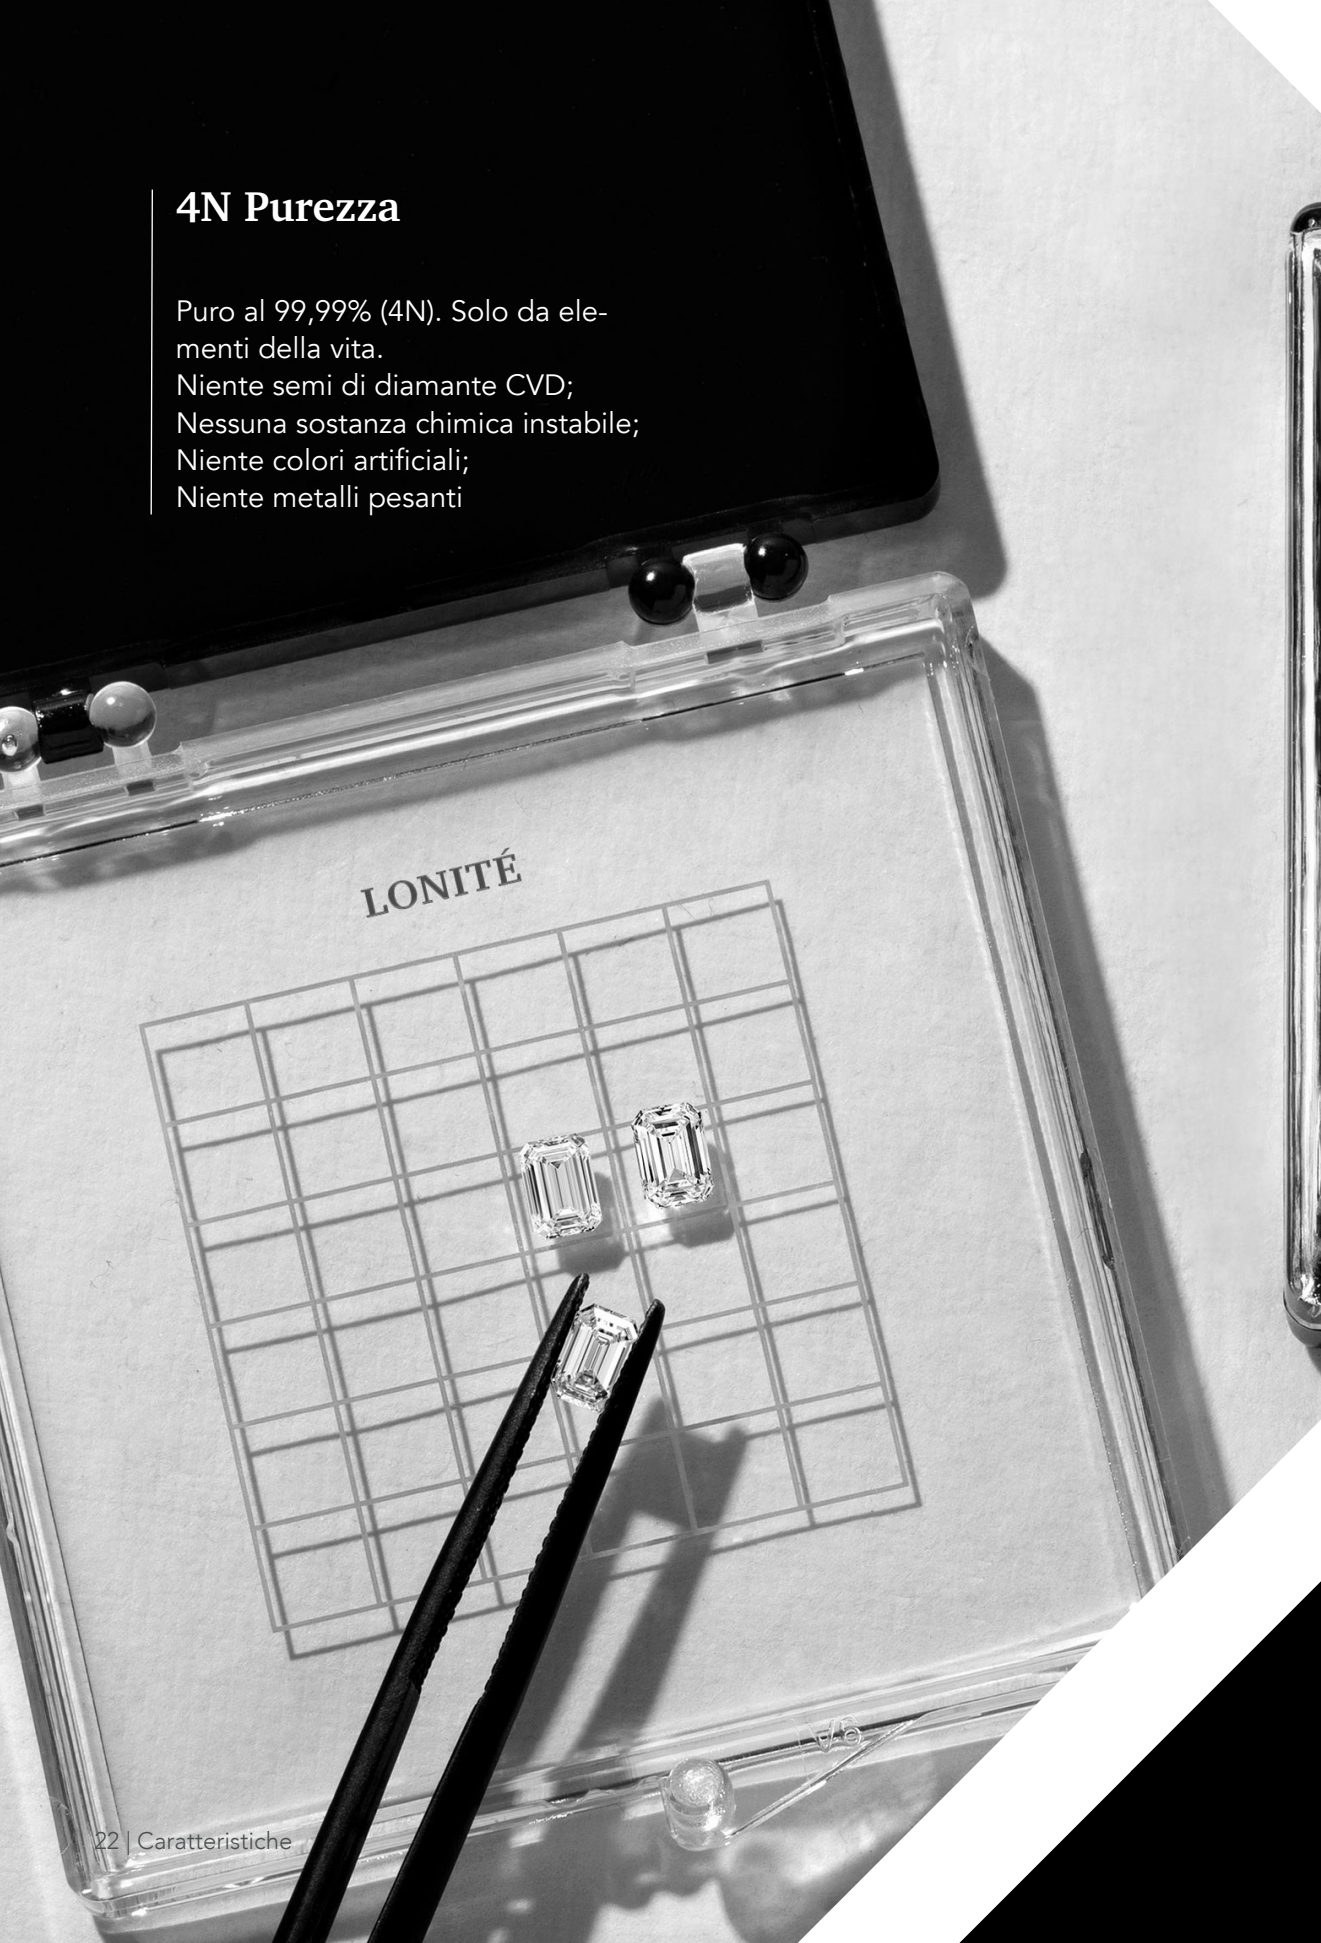 4N Purezza
Puro al 99,99% (4N). Solo da ele-
menti della vita.
Niente semi di diamante CVD;
Nessuna sostanza chimica instabile;
Niente colori artificiali;
Niente metalli pesanti
LONITÉ
22 | Caratteristiche